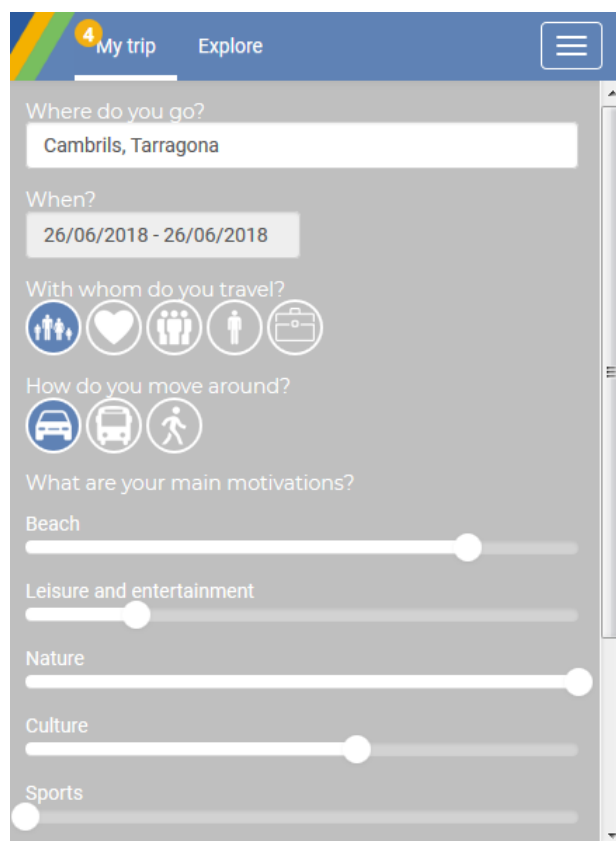 4
My trip Explore
Where do you go?
Cambrils, Tarragona
When?
26/06/2018 - 26/06/2018
With whom do you travel?
How do you move around?
What are your main motivations?
Beach
Leisure and entertainment
Nature
Culture
Sports